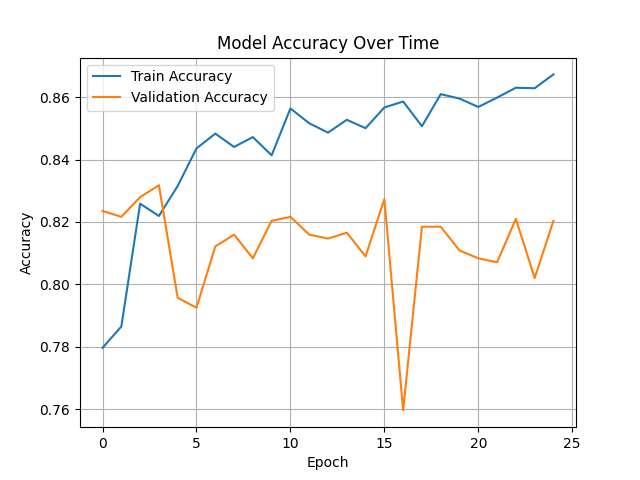 Model Accuracy Over Time
Train Accuracy
Validation Accuracy
Accuracy
0.86
0.84
0.82
0.80
0.78
0.76
0 5 10 15 20 25
Epoch